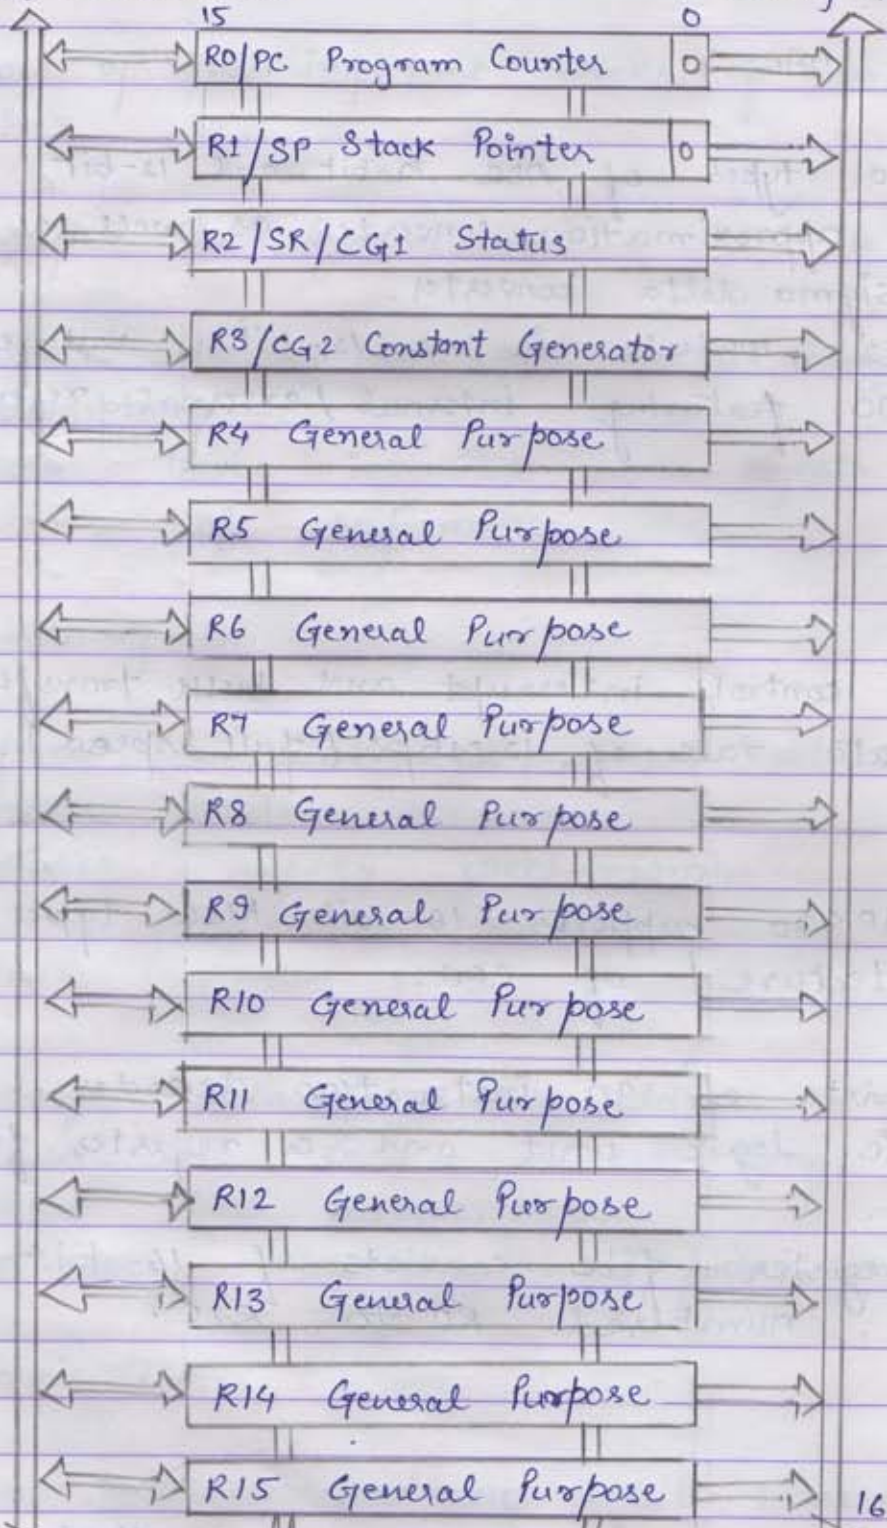 15 0
R0/PC Program Counter 0
R1/SP Stack Pointer 0
R2/SR/CG1 Status
R3/CG2 Constant Generator
R4 General Purpose
R5 General Purpose
R6 General Purpose
R7 General Purpose
R8 General Purpose
R9 General Purpose
R10 General Purpose
R11 General Purpose
R12 General Purpose
R13 General Purpose
R14 General Purpose
R15 General Purpose
16